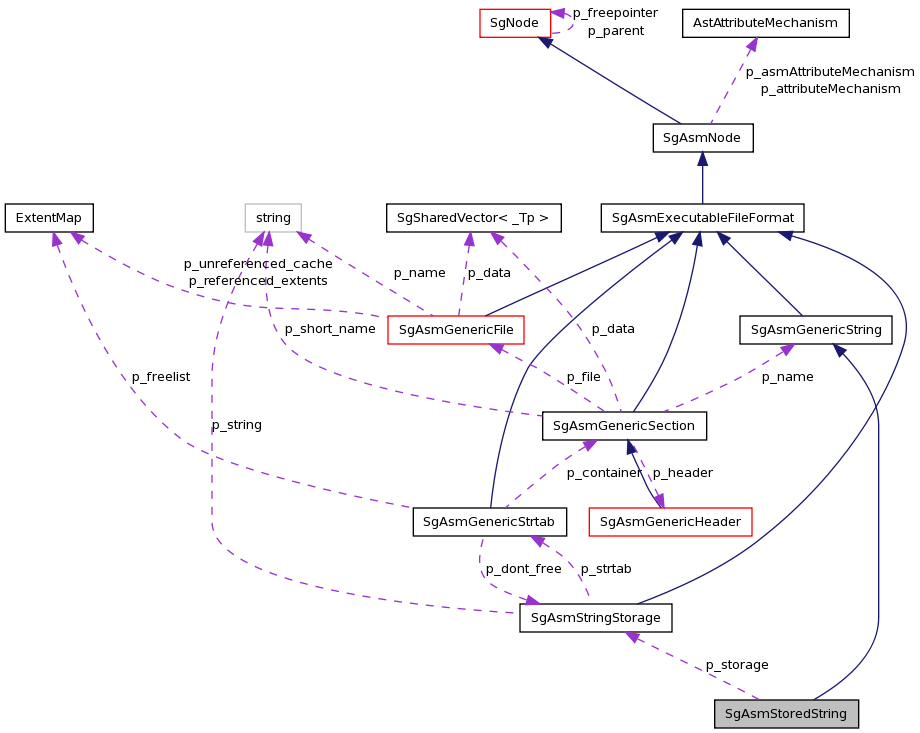 SgNode
p_freepointer
p_parent
AstAttributeMechanism
p_asmAttributeMechanism
p_attributeMechanism
SgAsmNode
ExtentMap
string
SgSharedVector< _Tp >
SgAsmExecutableFileFormat
p_unreferenced_cache
p_referenced_extents
p_name
p_data
SgAsmGenericFile
p_short_name
p_data
SgAsmGenericString
p_freelist
p_file
p_name
p_string
SgAsmGenericSection
p_container
p_header
SgAsmGenericStrtab
SgAsmGenericHeader
p_dont_free
p_strtab
SgAsmStringStorage
p_storage
SgAsmStoredString